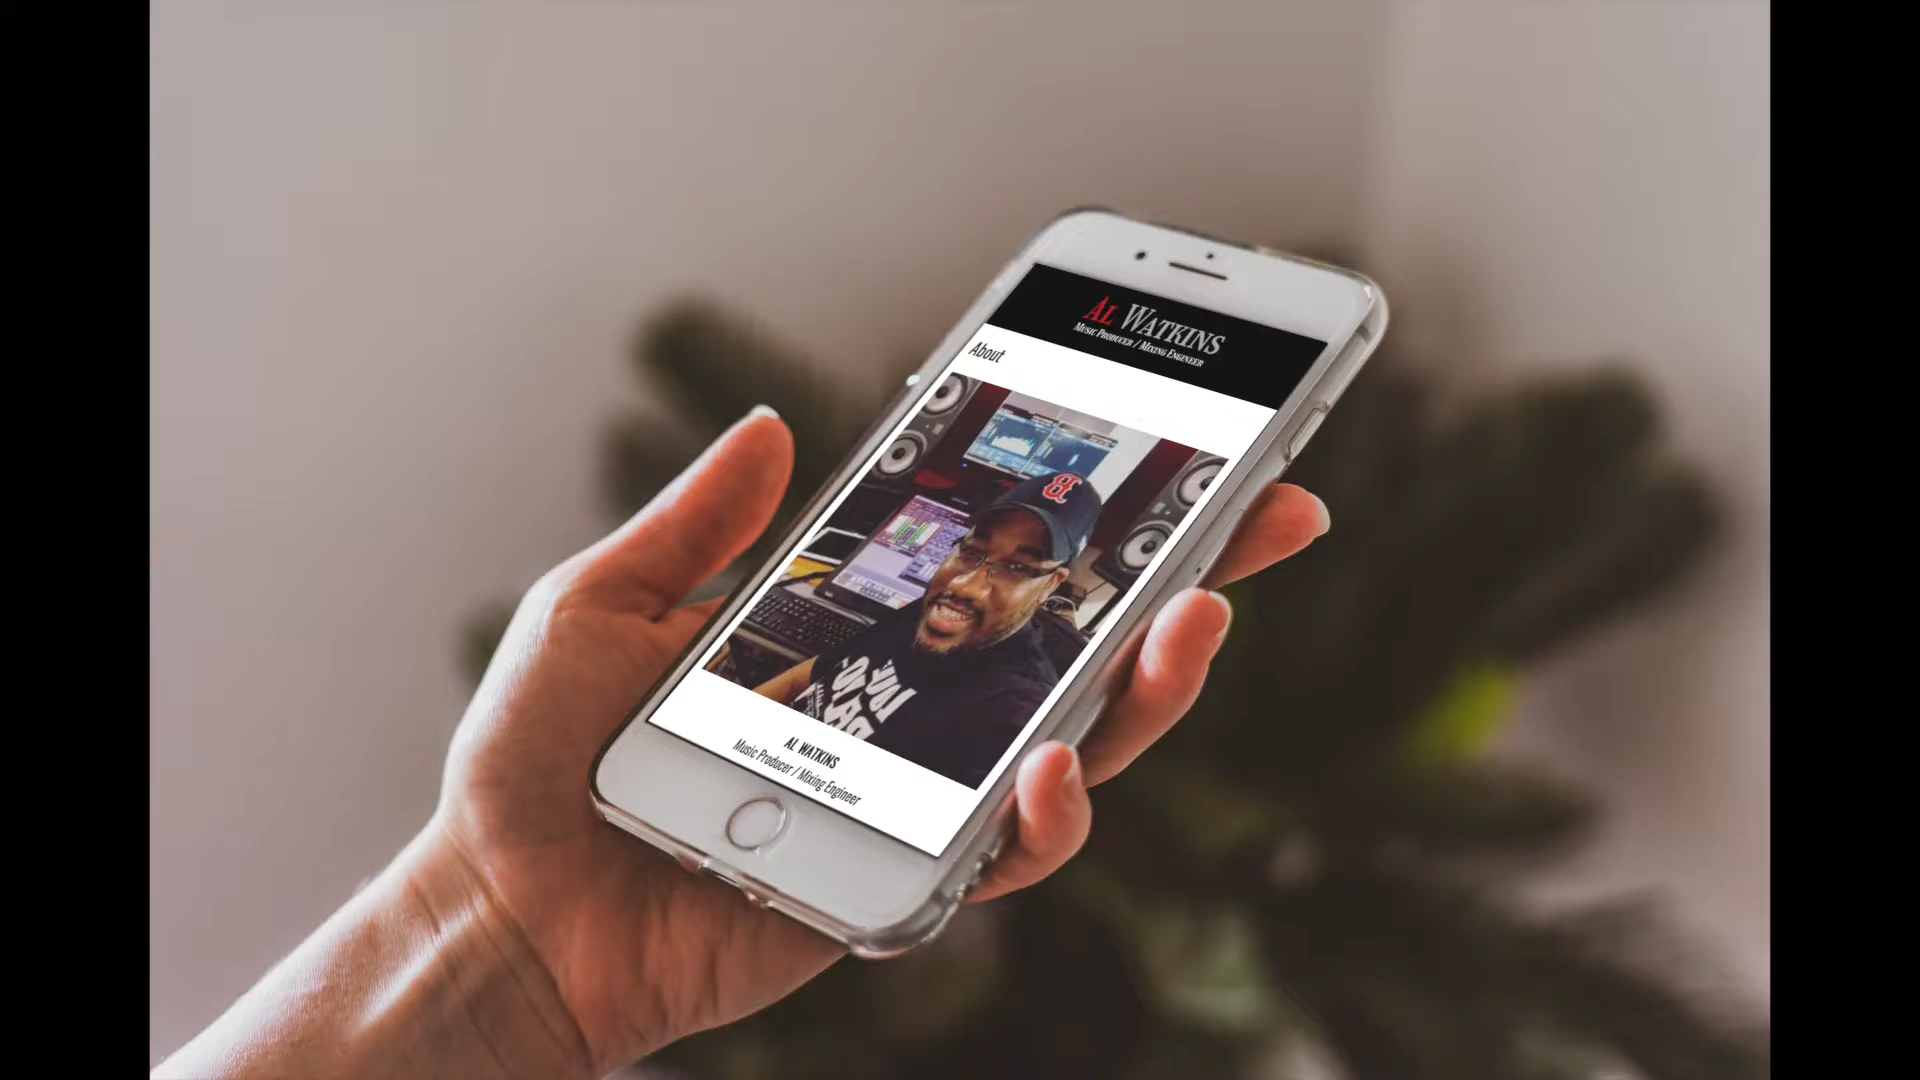 AL WATKINS
MUSIC PRODUCER / MIXING ENGINEER
About
B
AL WATKINS
Music Producer / Mixing Engineer